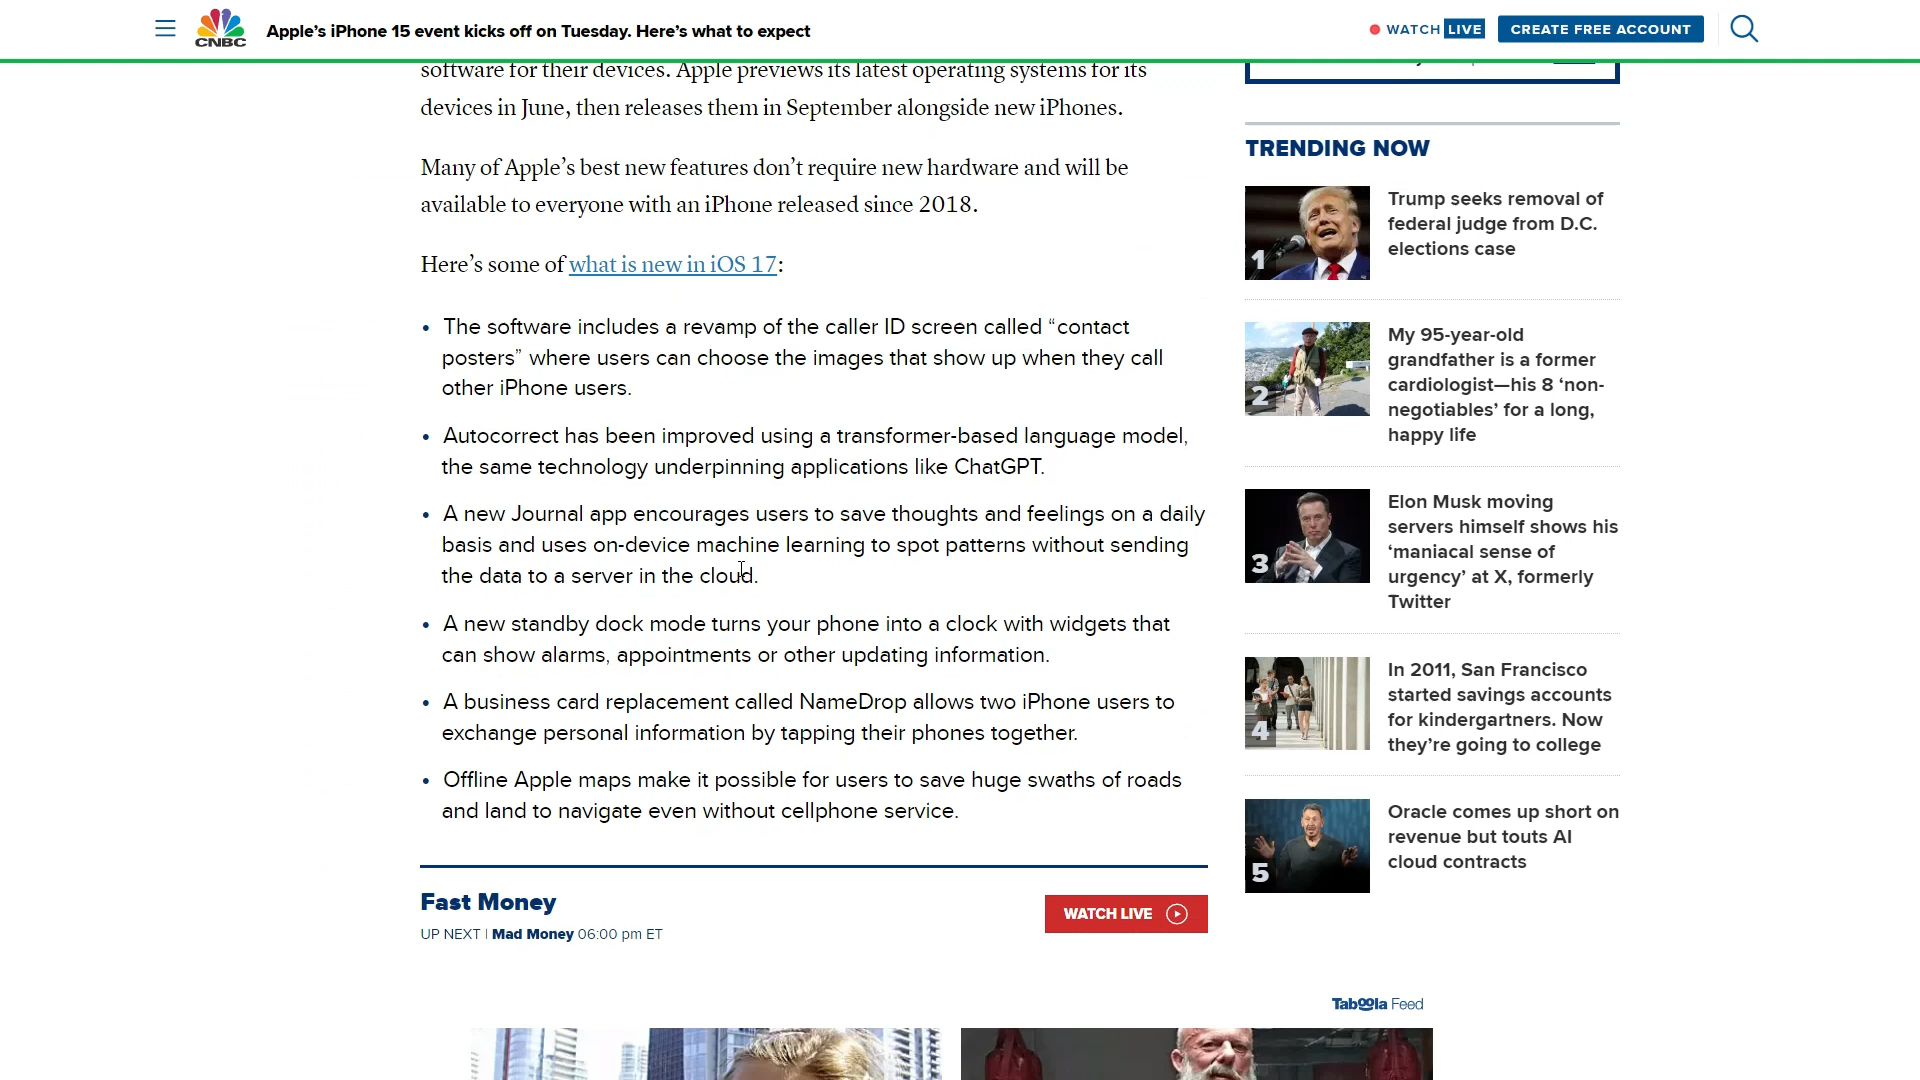 CNBC
Apple’s iPhone 15 event kicks off on Tuesday. Here’s what to expect
WATCH LIVE
CREATE FREE ACCOUNT
software for their devices. Apple previews its latest operating systems for its
devices in June, then releases them in September alongside new iPhones.
Many of Apple’s best new features don’t require new hardware and will be
available to everyone with an iPhone released since 2018.
Here’s some of what is new in iOS 17:
• The software includes a revamp of the caller ID screen called “contact
posters” where users can choose the images that show up when they call
other iPhone users.
• Autocorrect has been improved using a transformer-based language model,
the same technology underpinning applications like ChatGPT.
• A new Journal app encourages users to save thoughts and feelings on a daily
basis and uses on-device machine learning to spot patterns without sending
the data to a server in the cloud.
• A new standby dock mode turns your phone into a clock with widgets that
can show alarms, appointments or other updating information.
• A business card replacement called NameDrop allows two iPhone users to
exchange personal information by tapping their phones together.
• Offline Apple maps make it possible for users to save huge swaths of roads
and land to navigate even without cellphone service.
Fast Money
UP NEXT | Mad Money 06:00 pm ET
WATCH LIVE
TRENDING NOW
1
Trump seeks removal of
federal judge from D.C.
elections case
2
My 95-year-old
grandfather is a former
cardiologist—his 8 ‘non-
negotiables’ for a long,
happy life
3
Elon Musk moving
servers himself shows his
‘maniacal sense of
urgency’ at X, formerly
Twitter
4
In 2011, San Francisco
started savings accounts
for kindergartners. Now
they’re going to college
5
Oracle comes up short on
revenue but touts AI
cloud contracts
Taboola Feed